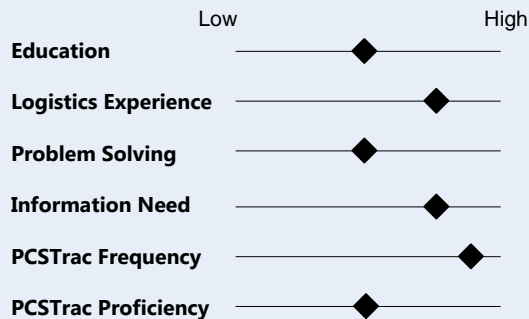 Low High
Education
Logistics Experience
Problem Solving
Information Need
PCSTrac Frequency
PCSTrac Proficiency